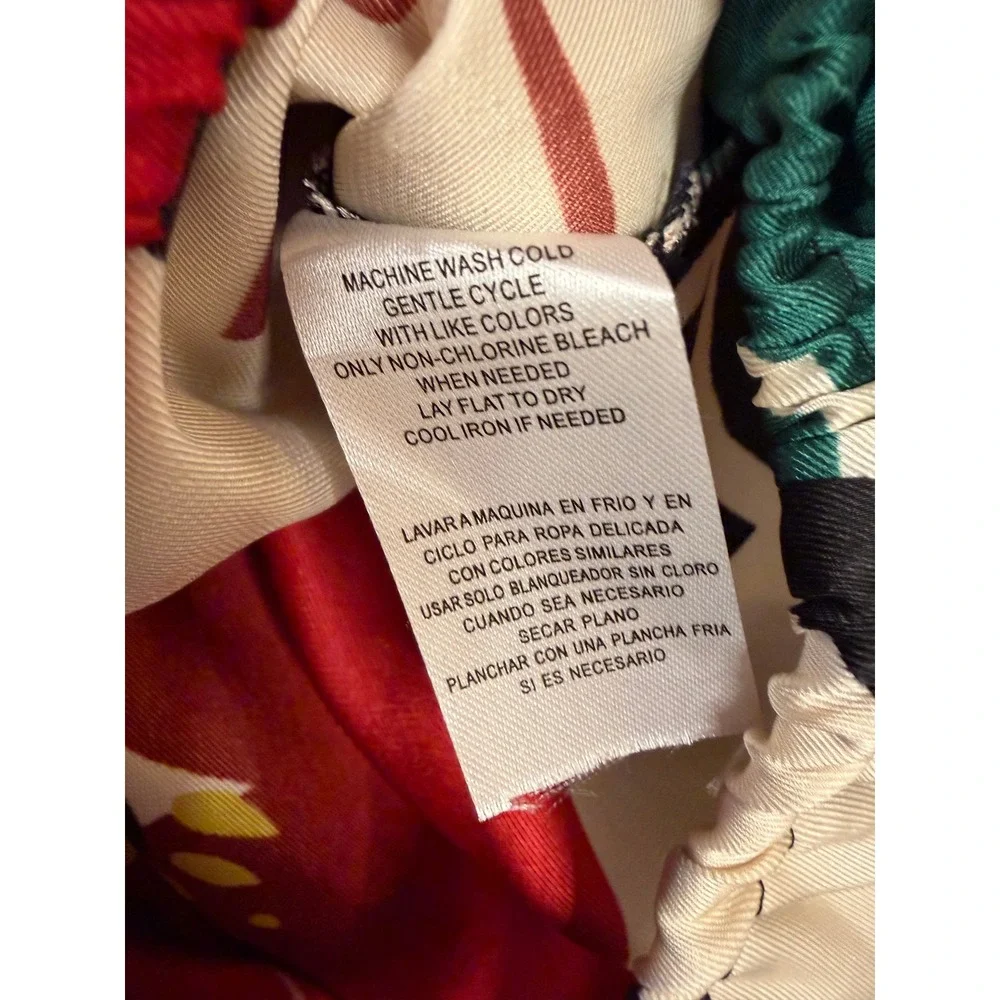 MACHINE WASH COLD
GENTLE CYCLE
WITH LIKE COLORS
ONLY NON-CHLORINE BLEACH
WHEN NEEDED
LAY FLAT TO DRY
COOL IRON IF NEEDED
LAVAR A MAQUINA EN FRIO Y EN
CICLO PARA ROPA DELICADA
CON COLORES SIMILARES
USAR SOLO BLANQUEADOR SIN CLORO
CUANDO SEA NECESARIO
SECAR PLANO
PLANCHAR CON UNA PLANCHA FRIA
SI ES NECESARIO